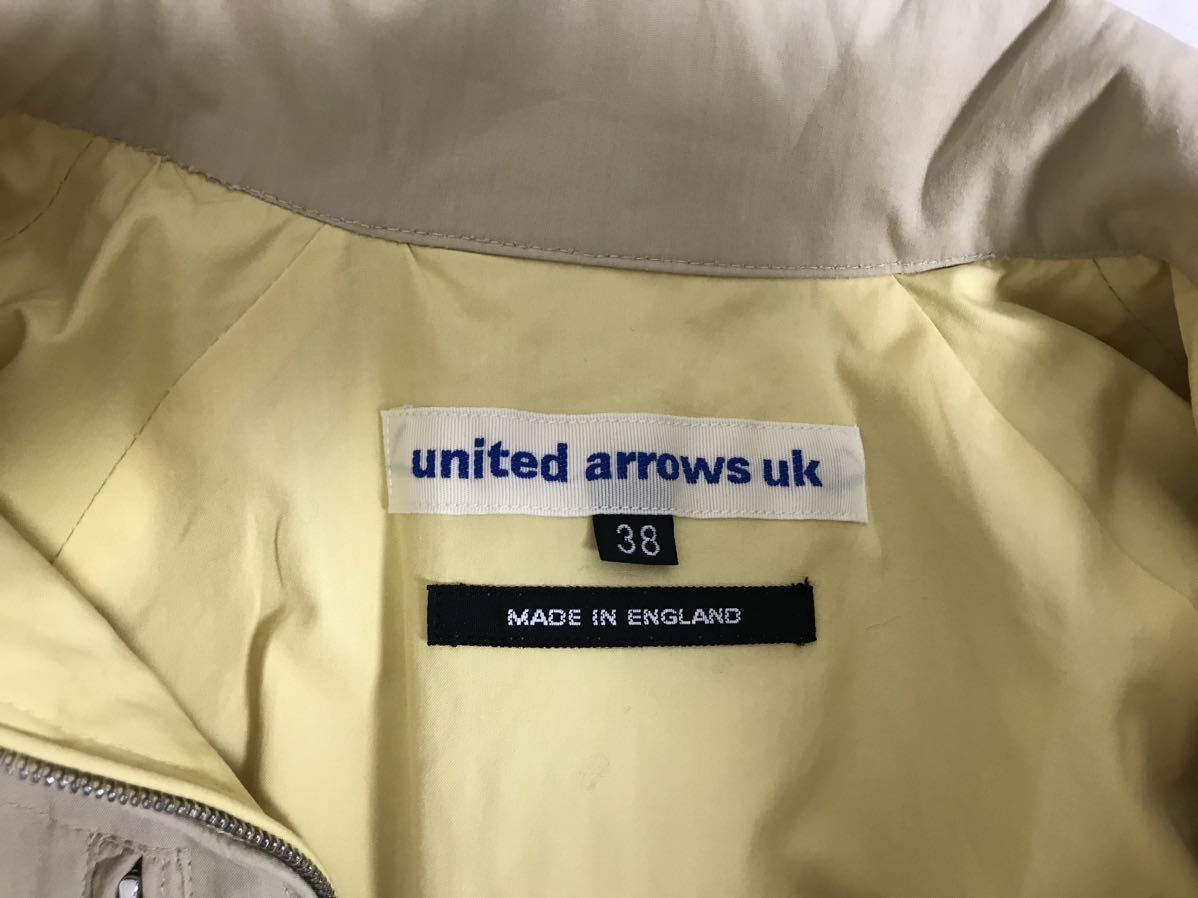 united arrows uk
38
MADE IN ENGLAND